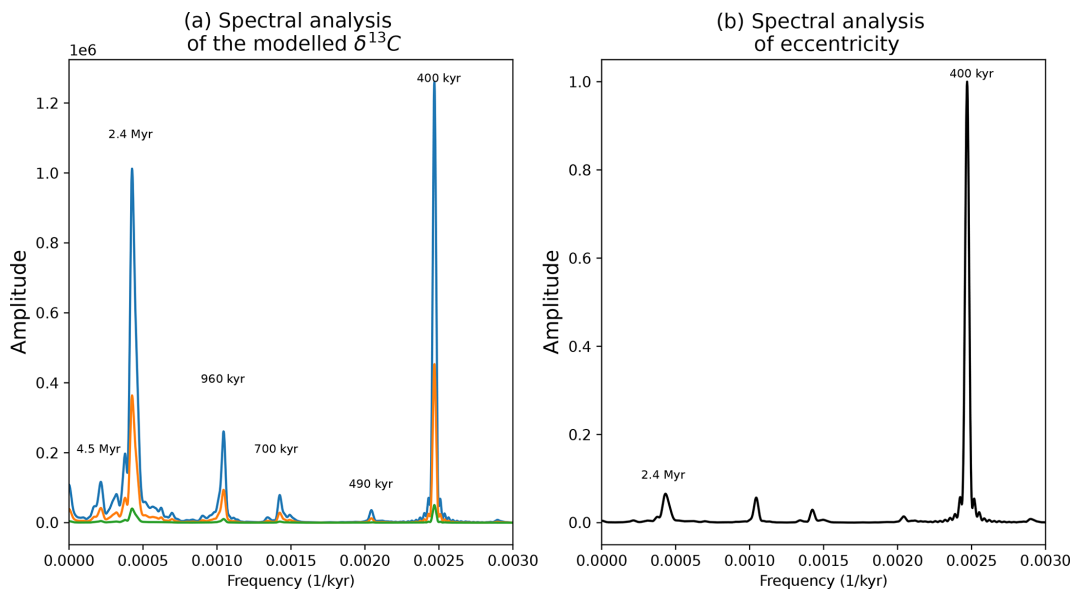 (a) Spectral analysis
of the modelled δ¹³C
1e6
Amplitude
1.2
1.0
0.8
0.6
0.4
0.2
0.0
400 kyr
2.4 Myr
960 kyr
4.5 Myr
700 kyr
490 kyr
0.0000 0.0005 0.0010 0.0015 0.0020 0.0025 0.0030
Frequency (1/kyr)
(b) Spectral analysis
of eccentricity
Amplitude
1.0
0.8
0.6
0.4
0.2
0.0
400 kyr
2.4 Myr
0.0000 0.0005 0.0010 0.0015 0.0020 0.0025 0.0030
Frequency (1/kyr)